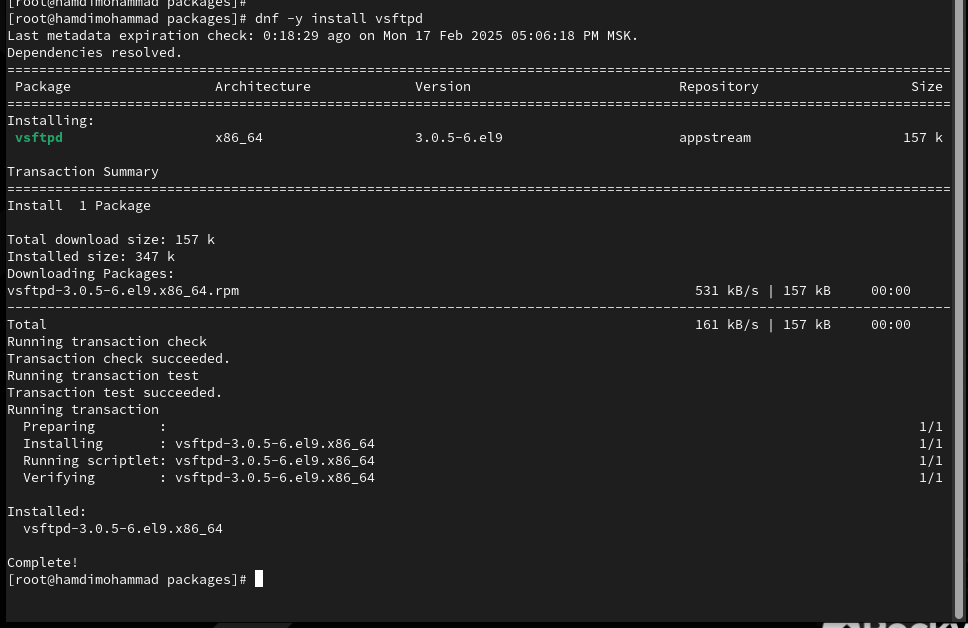 [root@hamdimohammad packages]#
[root@hamdimohammad packages]# dnf -y install vsftpd
Last metadata expiration check: 0:18:29 ago on Mon 17 Feb 2025 05:06:18 PM MSK.
Dependencies resolved.
================================================================================
Package Architecture Version Repository Size
================================================================================
Installing:
vsftpd x86_64 3.0.5-6.el9 appstream 157 k
Transaction Summary
================================================================================
Install  1 Package
Total download size: 157 k
Installed size: 347 k
Downloading Packages:
vsftpd-3.0.5-6.el9.x86_64.rpm 531 kB/s | 157 kB 00:00
--------------------------------------------------------------------------------
Total 161 kB/s | 157 kB 00:00
Running transaction check
Transaction check succeeded.
Running transaction test
Transaction test succeeded.
Running transaction
Preparing : 1/1
Installing : vsftpd-3.0.5-6.el9.x86_64 1/1
Running scriptlet: vsftpd-3.0.5-6.el9.x86_64 1/1
Verifying : vsftpd-3.0.5-6.el9.x86_64 1/1
Installed:
vsftpd-3.0.5-6.el9.x86_64
Complete!
[root@hamdimohammad packages]#